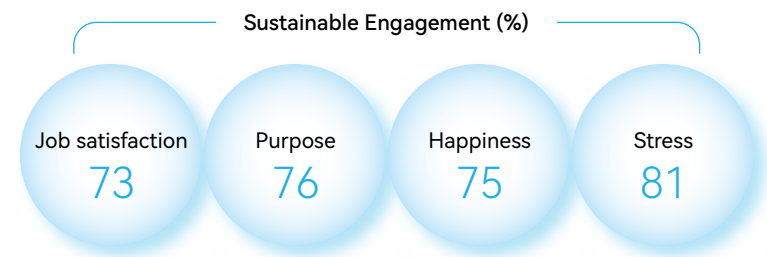 Sustainable Engagement (%)
Job satisfaction
73
Purpose
76
Happiness
75
Stress
81